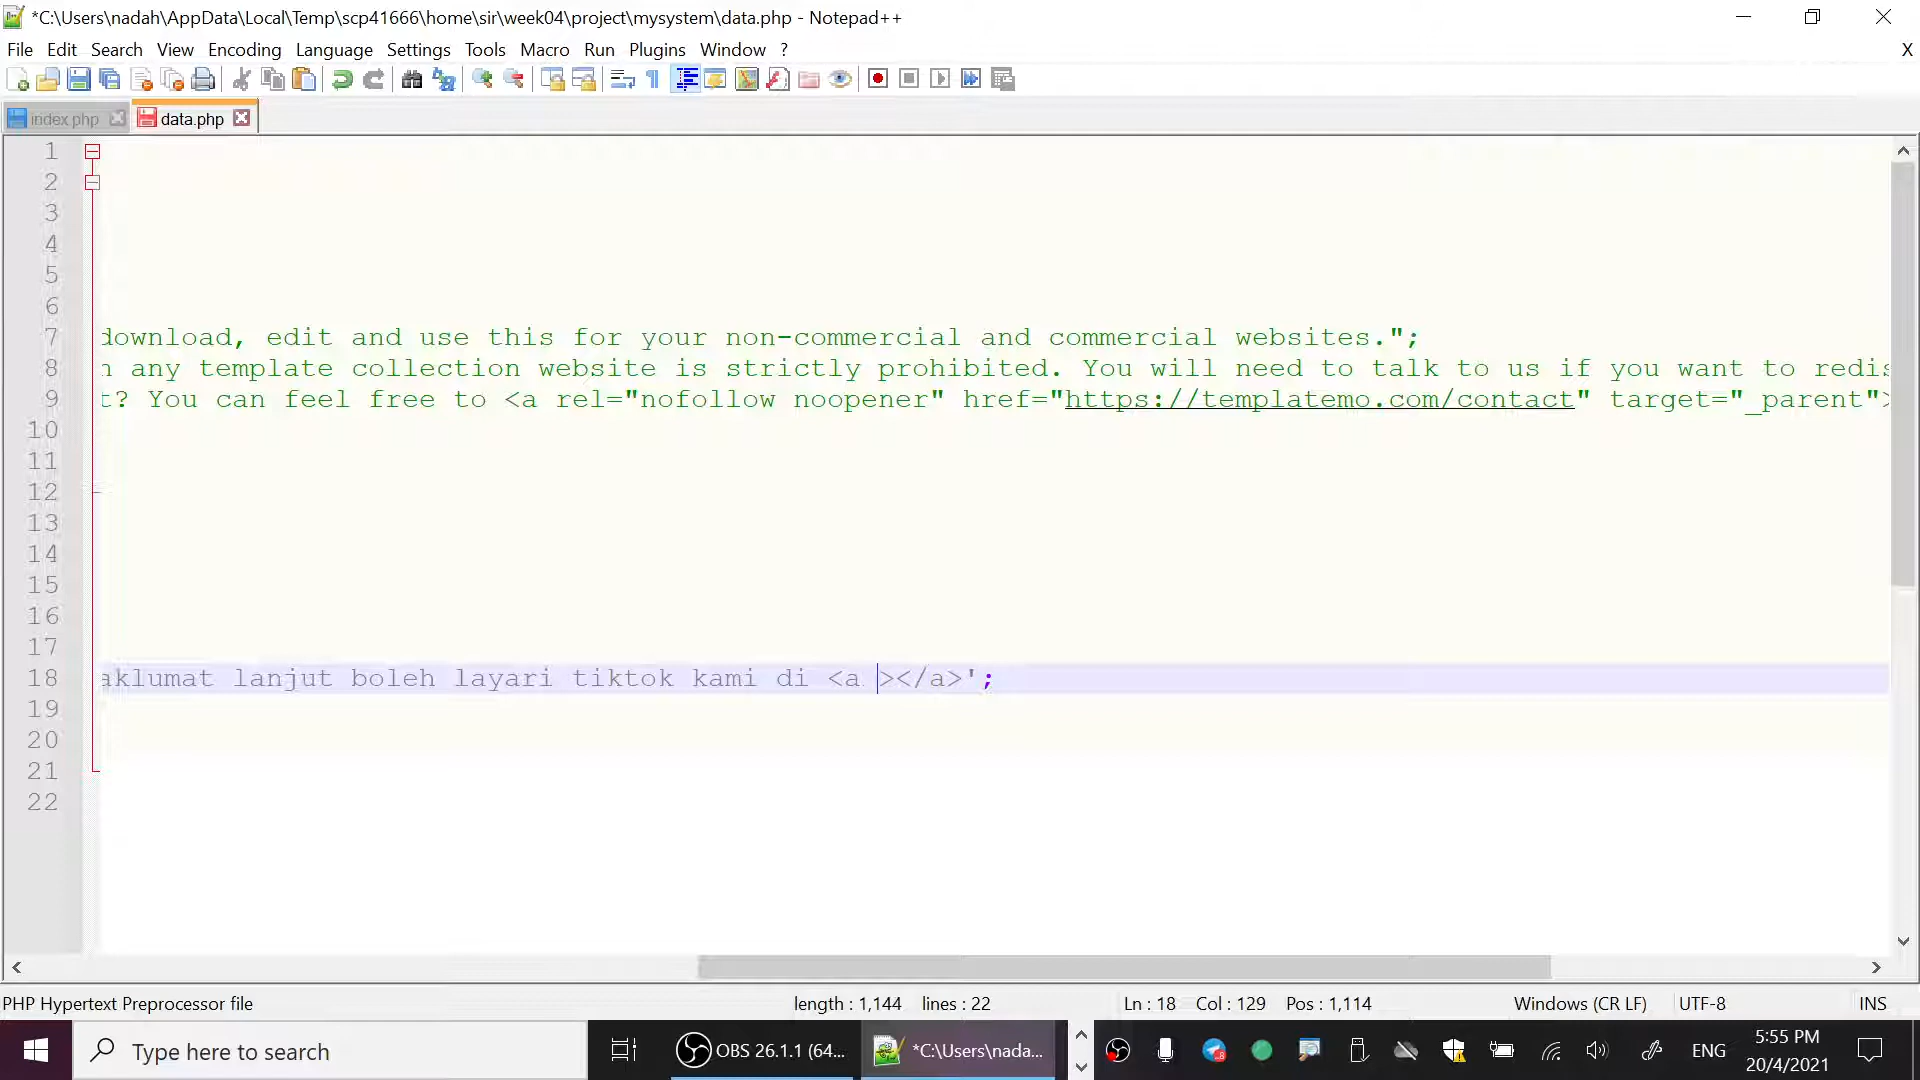 *C:\Users\nadah\AppData\Local\Temp\scp41666\home\sir\week04\project\mysystem\data.php - Notepad++
File Edit Search View Encoding Language Settings Tools Macro Run Plugins Window ? X
index.php data.php
1
2
3
4
5
6
7 download, edit and use this for your non-commercial and commercial websites.";
8 n any template collection website is strictly prohibited. You will need to talk to us if you want to redis
9 t? You can feel free to <a rel="nofollow noopener" href="https://templatemo.com/contact" target="_parent">
10
11
12
13
14
15
16
17
18 aklumat lanjut boleh layari tiktok kami di <a ></a>';
19
20
21
22
PHP Hypertext Preprocessor file length : 1,144 lines : 22 Ln : 18 Col : 129 Pos : 1,114 Windows (CR LF) UTF-8 INS
Type here to search OBS 26.1.1 (64... *C:\Users\nada... ENG 5:55 PM
20/4/2021